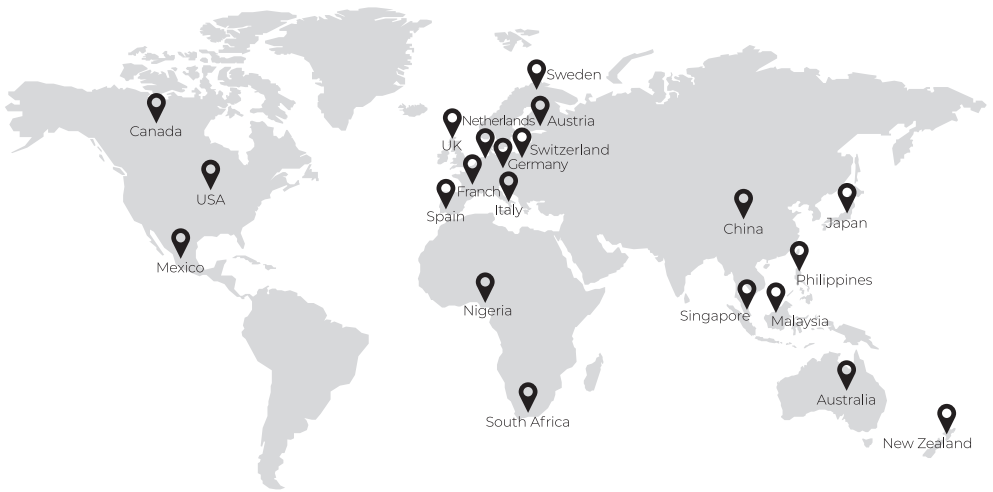 Sweden
Canada
Netherlands
Austria
UK
Switzerland
Germany
USA
Franch
Italy
Spain
China
Japan
Mexico
Philippines
Nigeria
Singapore
Malaysia
Australia
South Africa
New Zealand